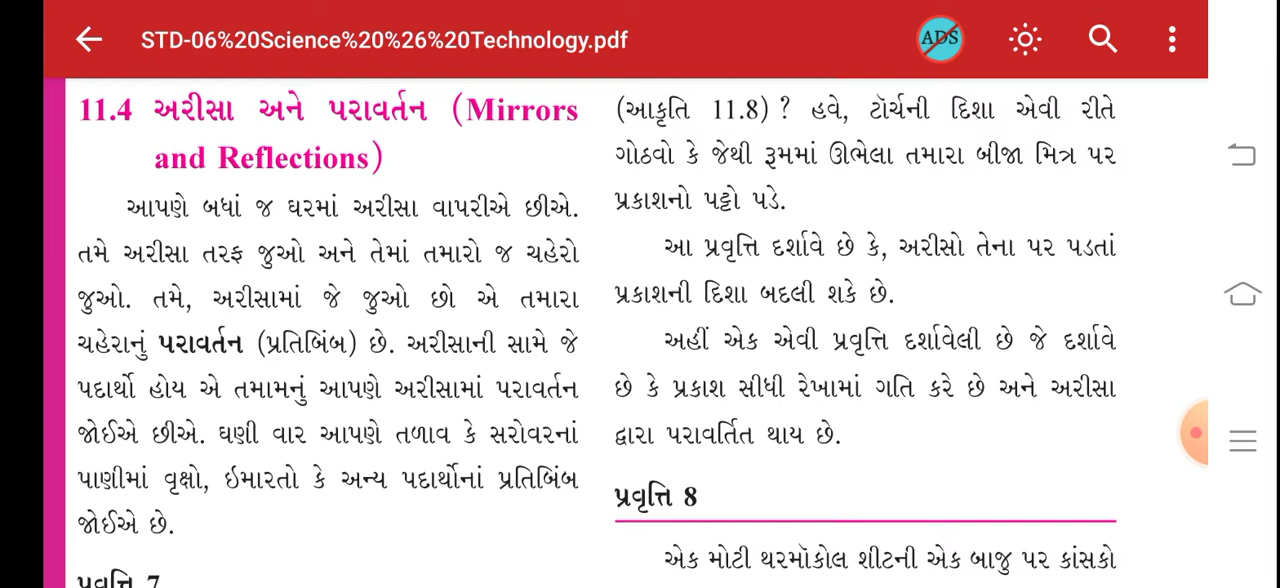 STD-06%20Science%20%26%20Technology.pdf
ADS
11.4 અરીસા અને પરાવર્તન (Mirrors
and Reflections)
આપણે બધાં જ ઘરમાં અરીસા વાપરીએ છીએ.
તમે અરીસા તરફ જુઓ અને તેમાં તમારો જ ચહેરો
જુઓ. તમે, અરીસામાં જે જુઓ છો એ તમારા
ચહેરાનું પરાવર્તન (પ્રતિબિંબ) છે. અરીસાની સામે જે
પદાર્થો હોય એ તમામનું આપણે અરીસામાં પરાવર્તન
જોઈએ છીએ. ઘણી વાર આપણે તળાવ કે સરોવરનાં
પાણીમાં વૃક્ષો, ઇમારતો કે અન્ય પદાર્થોનાં પ્રતિબિંબ
જોઈએ છે.
પ્રવૃત્તિ 7
(આકૃતિ 11.8) ? હવે, ટૉર્ચની દિશા એવી રીતે
ગોઠવો કે જેથી રૂમમાં ઊભેલા તમારા બીજા મિત્ર પર
પ્રકાશનો પટ્ટો પડે.
આ પ્રવૃત્તિ દર્શાવે છે કે, અરીસો તેના પર પડતાં
પ્રકાશની દિશા બદલી શકે છે.
અહીં એક એવી પ્રવૃત્તિ દર્શાવેલી છે જે દર્શાવે
છે કે પ્રકાશ સીધી રેખામાં ગતિ કરે છે અને અરીસા
દ્વારા પરાવર્તિત થાય છે.
પ્રવૃત્તિ 8
એક મોટી થરમૉકોલ શીટની એક બાજુ પર કાંસકો